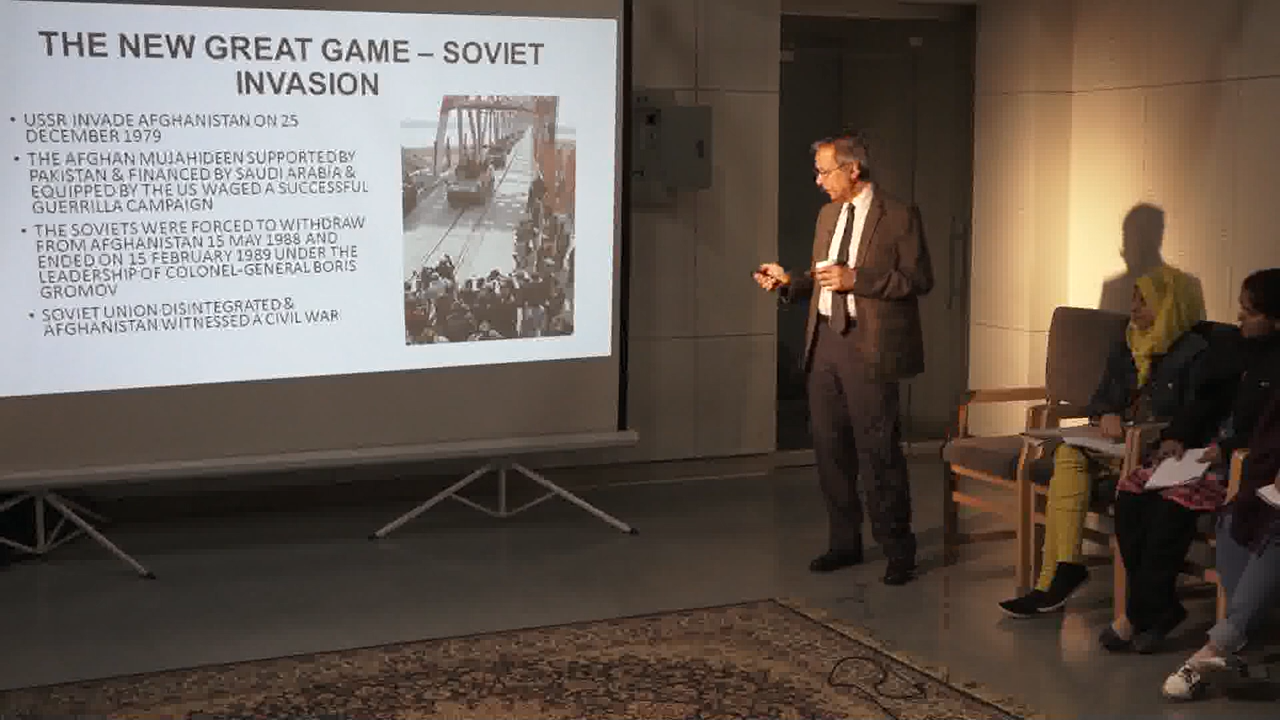 THE NEW GREAT GAME – SOVIET
INVASION
• USSR INVADE AFGHANISTAN ON 25
DECEMBER 1979
• THE AFGHAN MUJAHIDEEN SUPPORTED BY
PAKISTAN & FINANCED BY SAUDI ARABIA &
EQUIPPED BY THE US WAGED A SUCCESSFUL
GUERRILLA CAMPAIGN
• THE SOVIETS WERE FORCED TO WITHDRAW
FROM AFGHANISTAN 15 MAY 1988 AND
ENDED ON 15 FEBRUARY 1989 UNDER THE
LEADERSHIP OF COLONEL-GENERAL BORIS
GROMOV
• SOVIET UNION DISINTEGRATED &
AFGHANISTAN WITNESSED A CIVIL WAR